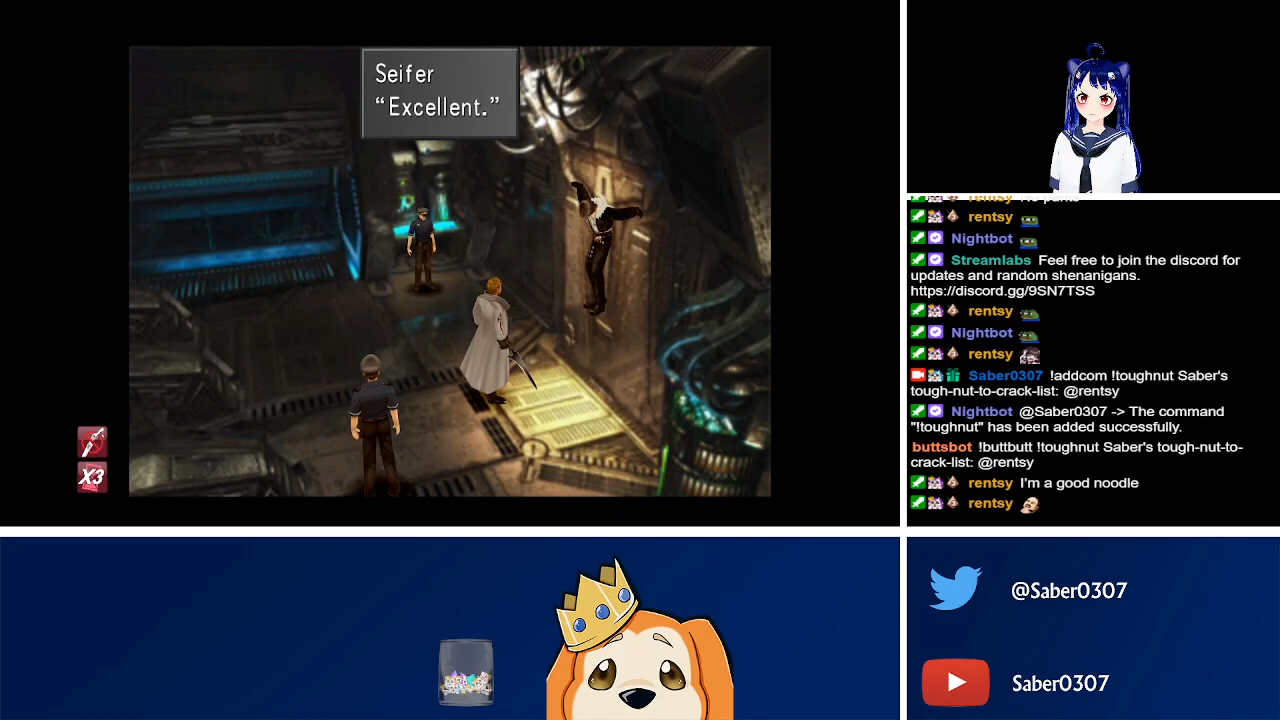 Seifer
“Excellent.”
X3
rentsy
Nightbot
Streamlabs Feel free to join the discord for
updates and random shenanigans.
https://discord.gg/9SN7TSS
rentsy
Nightbot
rentsy
Saber0307 !addcom !toughnut Saber's
tough-nut-to-crack-list: @rentsy
Nightbot @Saber0307 -> The command
"!toughnut" has been added successfully.
buttsbot !buttbutt !toughnut Saber's tough-nut-to-
crack-list: @rentsy
rentsy I'm a good noodle
rentsy
@Saber0307
Saber0307